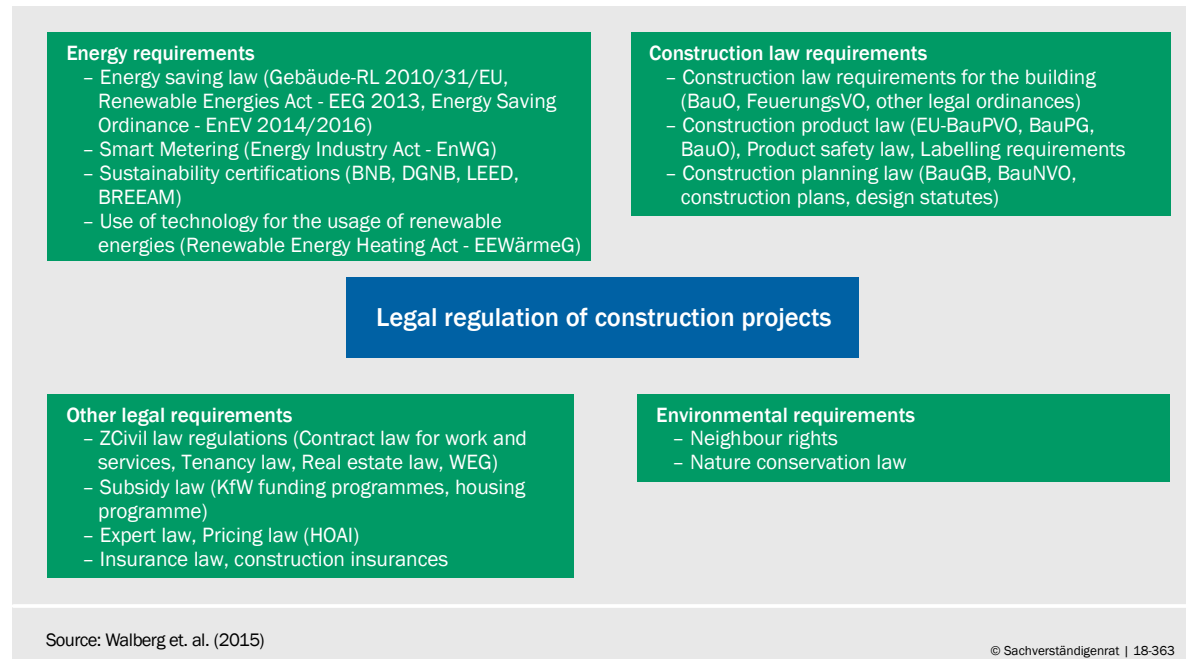 Energy requirements
– Energy saving law (Gebäude-RL 2010/31/EU,
Renewable Energies Act - EEG 2013, Energy Saving
Ordinance - EnEV 2014/2016)
– Smart Metering (Energy Industry Act - EnWG)
– Sustainability certifications (BNB, DGNB, LEED,
BREEAM)
– Use of technology for the usage of renewable
energies (Renewable Energy Heating Act - EEWärmeG)
Construction law requirements
– Construction law requirements for the building
(BauO, FeuerungsVO, other legal ordinances)
– Construction product law (EU-BauPVO, BauPG,
BauO), Product safety law, Labelling requirements
– Construction planning law (BauGB, BauNVO,
construction plans, design statutes)
Legal regulation of construction projects
Other legal requirements
– ZCivil law regulations (Contract law for work and
services, Tenancy law, Real estate law, WEG)
– Subsidy law (KfW funding programmes, housing
programme)
– Expert law, Pricing law (HOAI)
– Insurance law, construction insurances
Environmental requirements
– Neighbour rights
– Nature conservation law
Source: Walberg et. al. (2015)
© Sachverständigenrat | 18-363